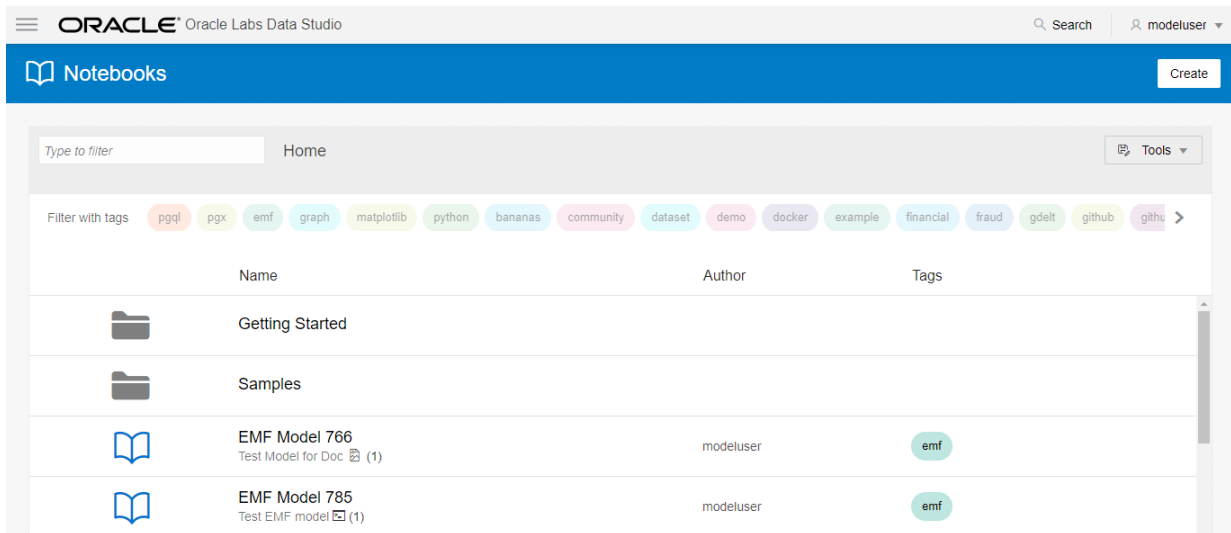 ORACLE® Oracle Labs Data Studio Search modeluser
Notebooks Create
Type to filter Home Tools
Filter with tags pgql pgx emf graph matplotlib python bananas community dataset demo docker example financial fraud gdelt github githu
Name Author Tags
Getting Started
Samples
EMF Model 766
Test Model for Doc (1) modeluser emf
EMF Model 785
Test EMF model (1) modeluser emf